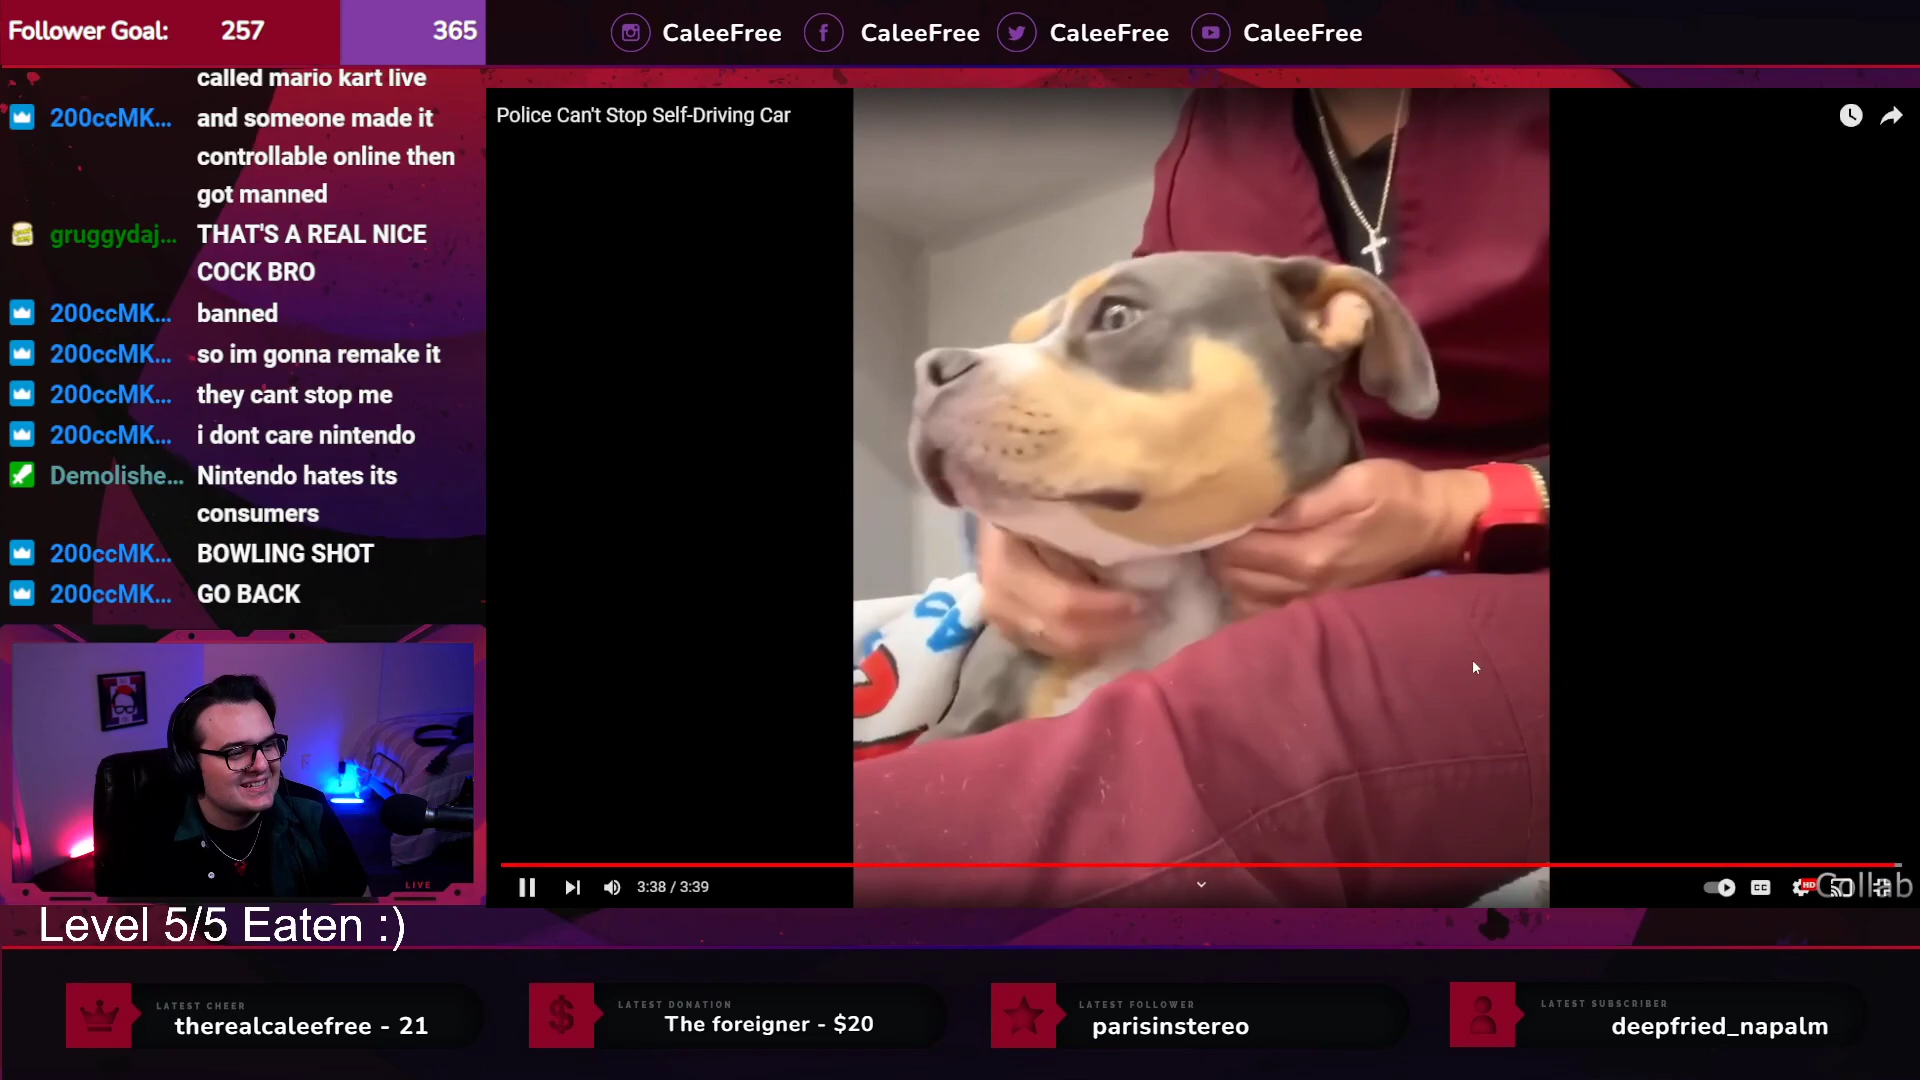 Follower Goal: 257 365
CaleeFree CaleeFree CaleeFree CaleeFree
called mario kart live
200ccMK... and someone made it
controllable online then
got manned
gruggydaj... THAT'S A REAL NICE
COCK BRO
200ccMK... banned
200ccMK... so im gonna remake it
200ccMK... they cant stop me
200ccMK... i dont care nintendo
Demolishe... Nintendo hates its
consumers
200ccMK... BOWLING SHOT
200ccMK... GO BACK
Police Can't Stop Self-Driving Car
3:38 / 3:39
CC
HD
Collab
LIVE
Level 5/5 Eaten :)
LATEST CHEER
therealcaleefree - 21
LATEST DONATION
The foreigner - $20
LATEST FOLLOWER
parisinstereo
LATEST SUBSCRIBER
deepfried_napalm